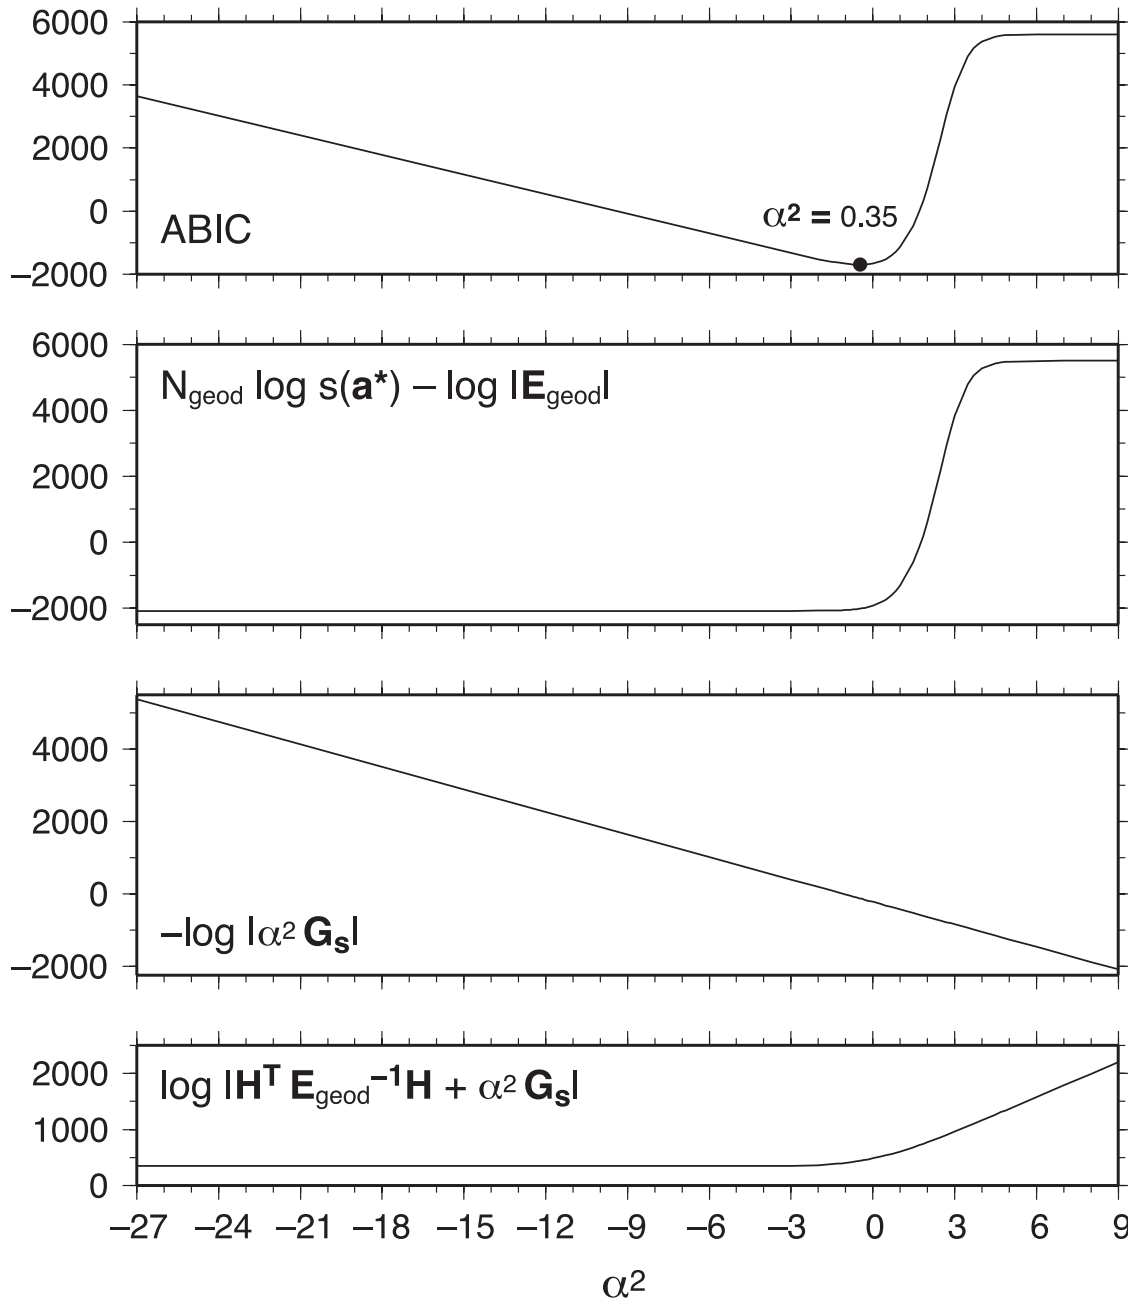 6000
4000
2000
0
−2000
α² = 0.35
ABIC
6000
4000
2000
0
−2000
N_geod log s(a*) − log |E_geod|
4000
2000
0
−2000
−log |α² G_s|
2000
1000
0
log |H^T E_geod^−1 H + α² G_s|
−27 −24 −21 −18 −15 −12 −9 −6 −3 0 3 6 9
α²